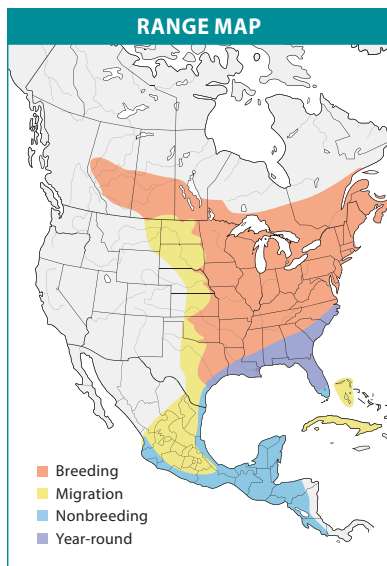 RANGE MAP
Breeding
Migration
Nonbreeding
Year-round